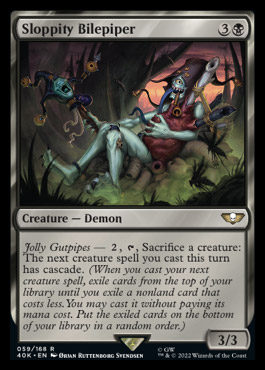 Sloppity Bilepiper 3
Creature — Demon
Jolly Gutpipes — 2, T, Sacrifice a creature:
The next creature spell you cast this turn
has cascade. (When you cast your next
creature spell, exile cards from the top of your
library until you exile a nonland card that
costs less. You may cast it without paying its
mana cost. Put the exiled cards on the bottom
of your library in a random order.)
3/3
059/168 R
40K • EN Ørjan Ruttenborg Svendsen
© GW
™ & © 2022 Wizards of the Coast